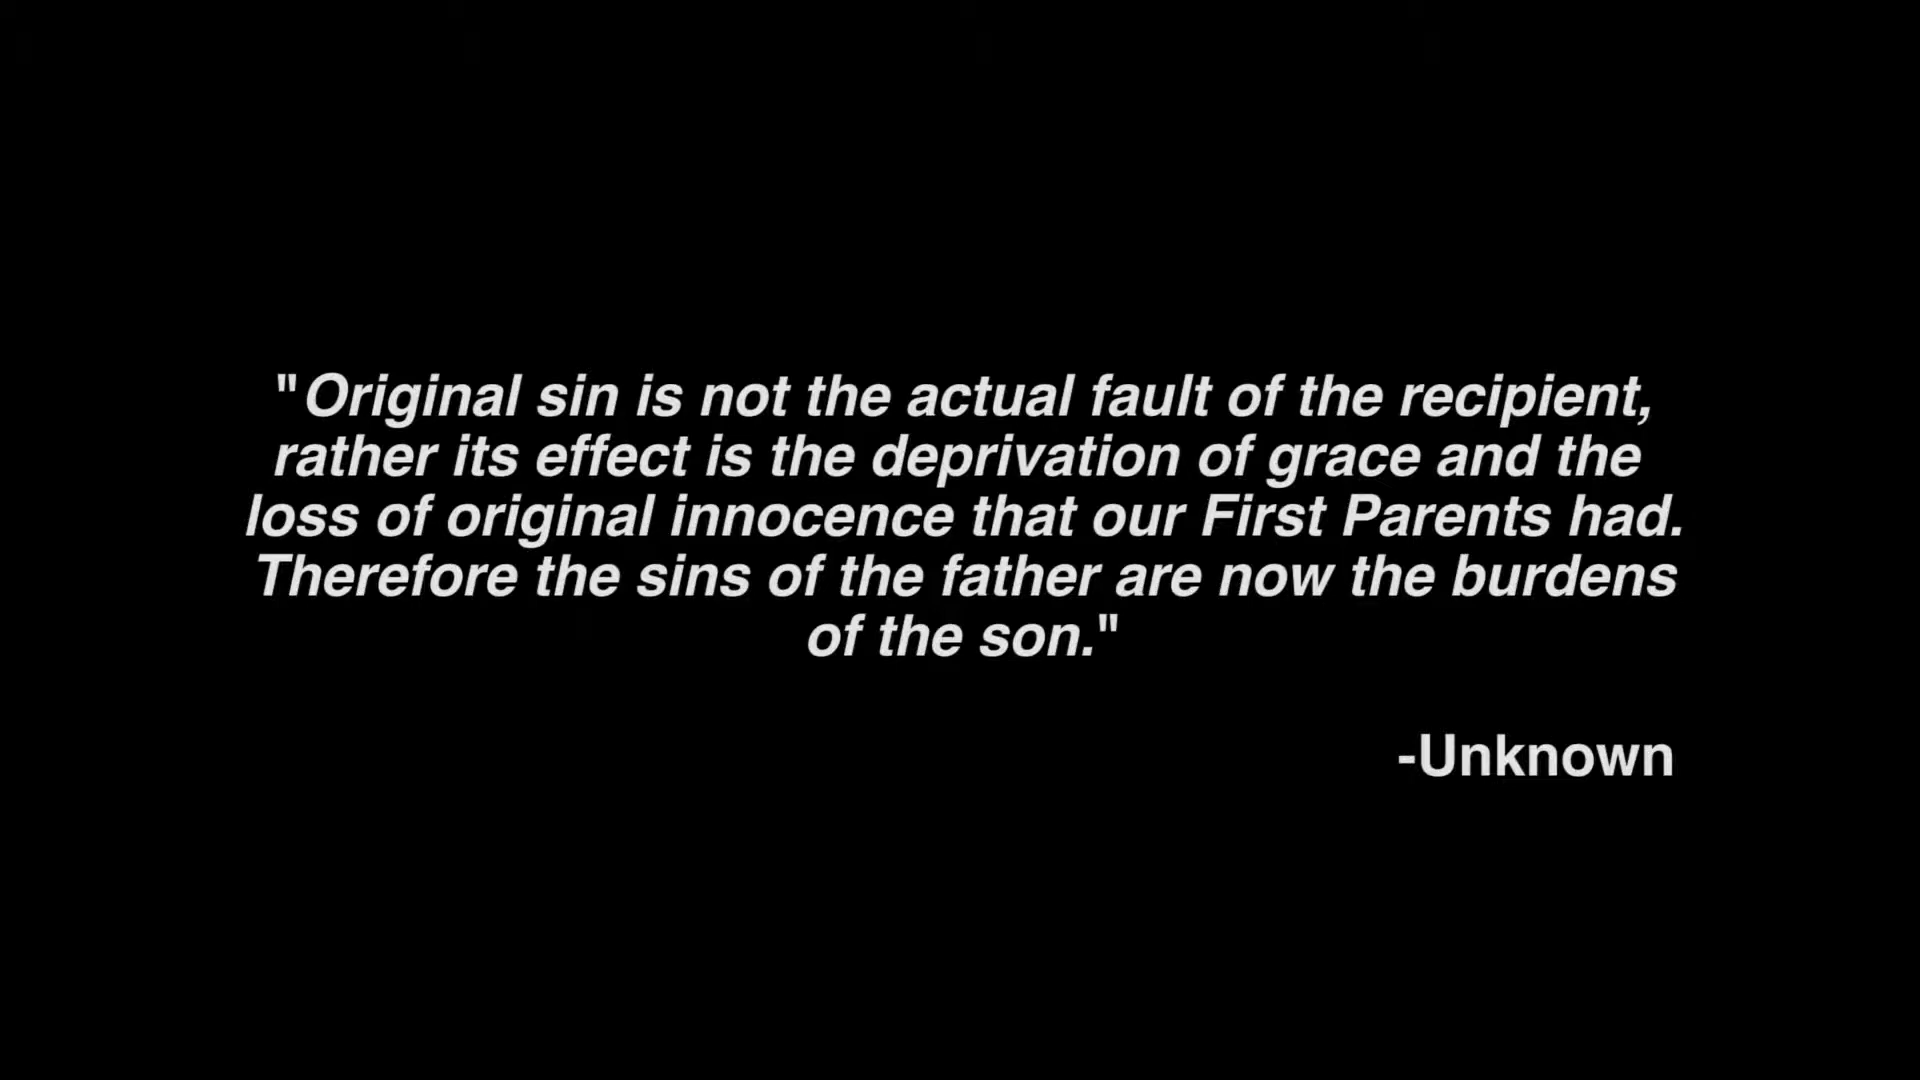 "Original sin is not the actual fault of the recipient,
rather its effect is the deprivation of grace and the
loss of original innocence that our First Parents had.
Therefore the sins of the father are now the burdens
of the son."
-Unknown